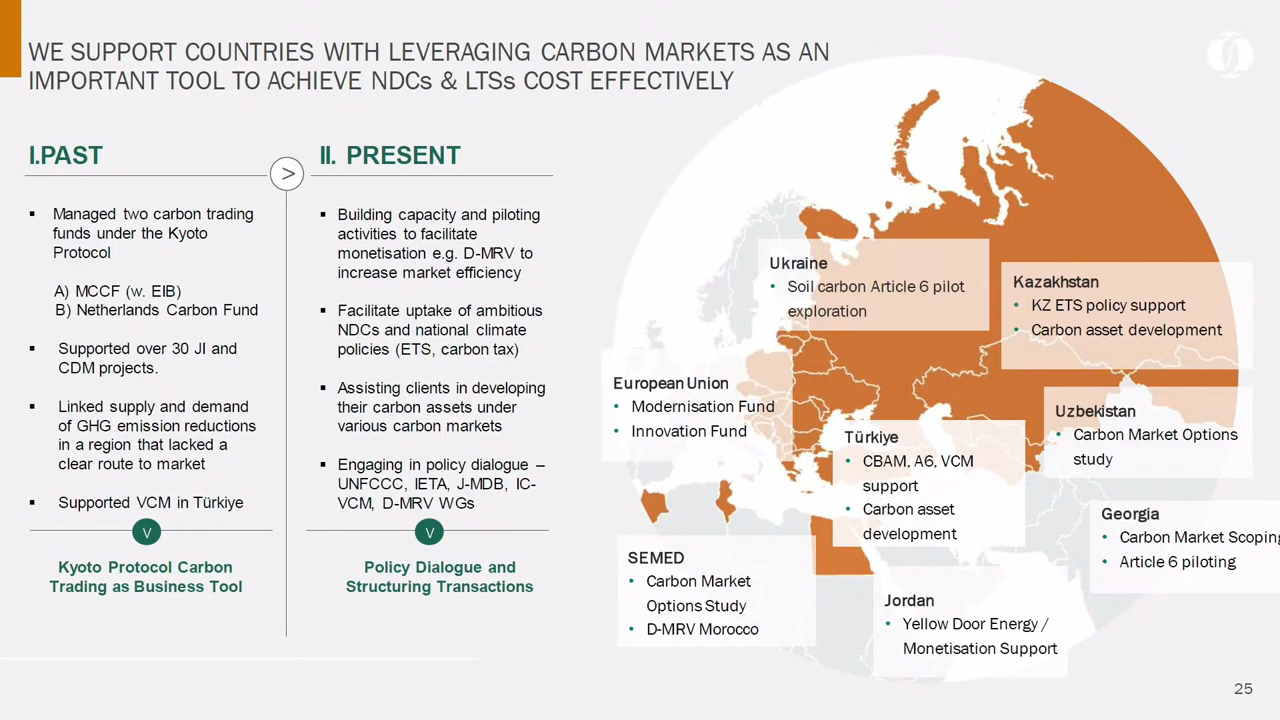 WE SUPPORT COUNTRIES WITH LEVERAGING CARBON MARKETS AS AN
IMPORTANT TOOL TO ACHIEVE NDCs & LTSs COST EFFECTIVELY
I.PAST
>
II. PRESENT
▪ Managed two carbon trading
funds under the Kyoto
Protocol
A) MCCF (w. EIB)
B) Netherlands Carbon Fund
▪ Supported over 30 JI and
CDM projects.
▪ Linked supply and demand
of GHG emission reductions
in a region that lacked a
clear route to market
▪ Supported VCM in Türkiye
V
Kyoto Protocol Carbon
Trading as Business Tool
▪ Building capacity and piloting
activities to facilitate
monetisation e.g. D-MRV to
increase market efficiency
▪ Facilitate uptake of ambitious
NDCs and national climate
policies (ETS, carbon tax)
▪ Assisting clients in developing
their carbon assets under
various carbon markets
▪ Engaging in policy dialogue –
UNFCCC, IETA, J-MDB, IC-
VCM, D-MRV WGs
V
Policy Dialogue and
Structuring Transactions
Ukraine
• Soil carbon Article 6 pilot
exploration
Kazakhstan
• KZ ETS policy support
• Carbon asset development
European Union
• Modernisation Fund
• Innovation Fund
Uzbekistan
• Carbon Market Options
study
Türkiye
• CBAM, A6, VCM
support
• Carbon asset
development
Georgia
• Carbon Market Scoping
• Article 6 piloting
SEMED
• Carbon Market
Options Study
• D-MRV Morocco
Jordan
• Yellow Door Energy /
Monetisation Support
25